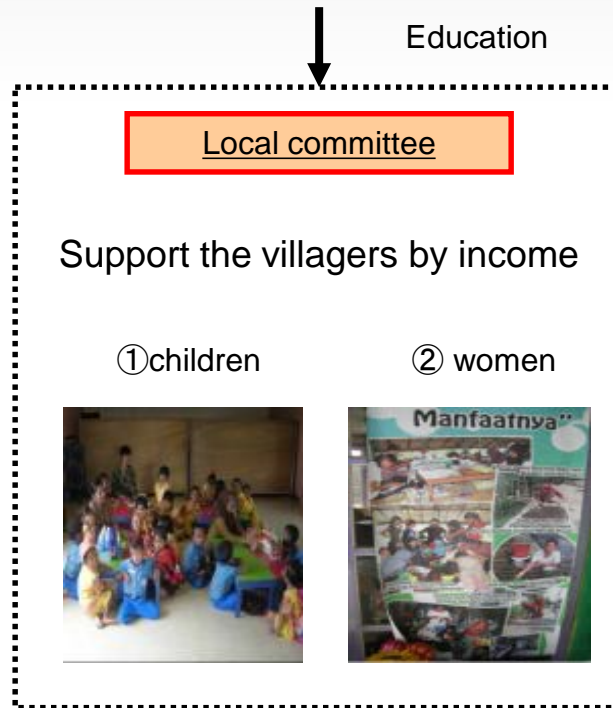 Education
Local committee
Support the villagers by income
①children
② women
Manfaatnya"